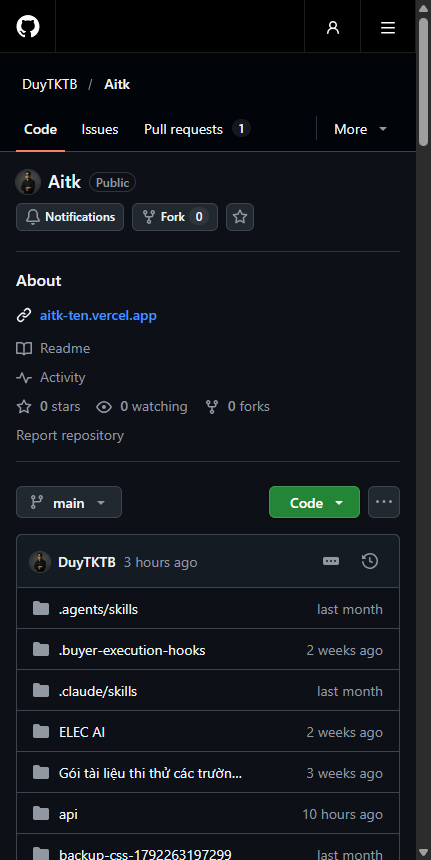 DuyTKTB / Aitk
Code Issues Pull requests 1 More
Aitk Public
Notifications Fork 0
About
aitk-ten.vercel.app
Readme
Activity
0 stars 0 watching 0 forks
Report repository
main Code
DuyTKTB 3 hours ago
.agents/skills last month
.buyer-execution-hooks 2 weeks ago
.claude/skills last month
ELEC AI 2 weeks ago
Gói tài liệu thi thử các trườn... 3 weeks ago
api 10 hours ago
backup-css-1792263197299 last month